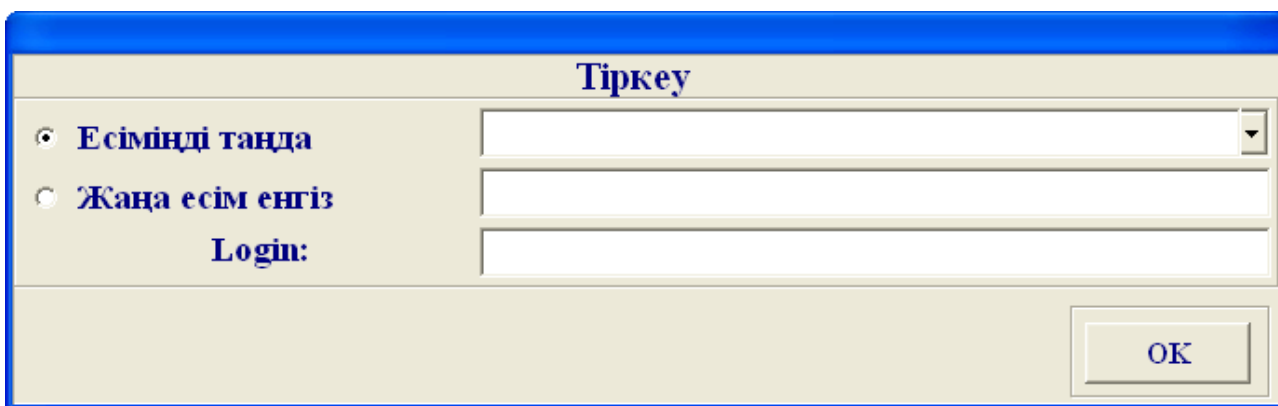 Тіркеу
Есіміңді таңда
Жаңа есім енгіз
Login:
OK